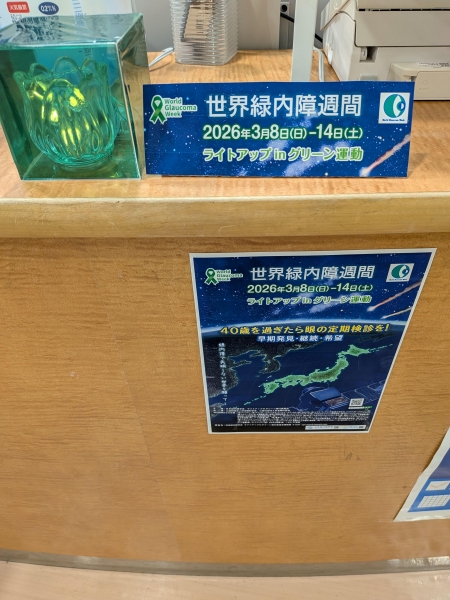 World
Glaucoma
Week
世界緑内障週間
2026年3月8日(日)-14日(土)
ライトアップ in グリーン運動
World
Glaucoma
Week
世界緑内障週間
2026年3月8日(日)-14日(土)
ライトアップ in グリーン運動
40歳を過ぎたら眼の定期検診を!
早期発見・継続・希望